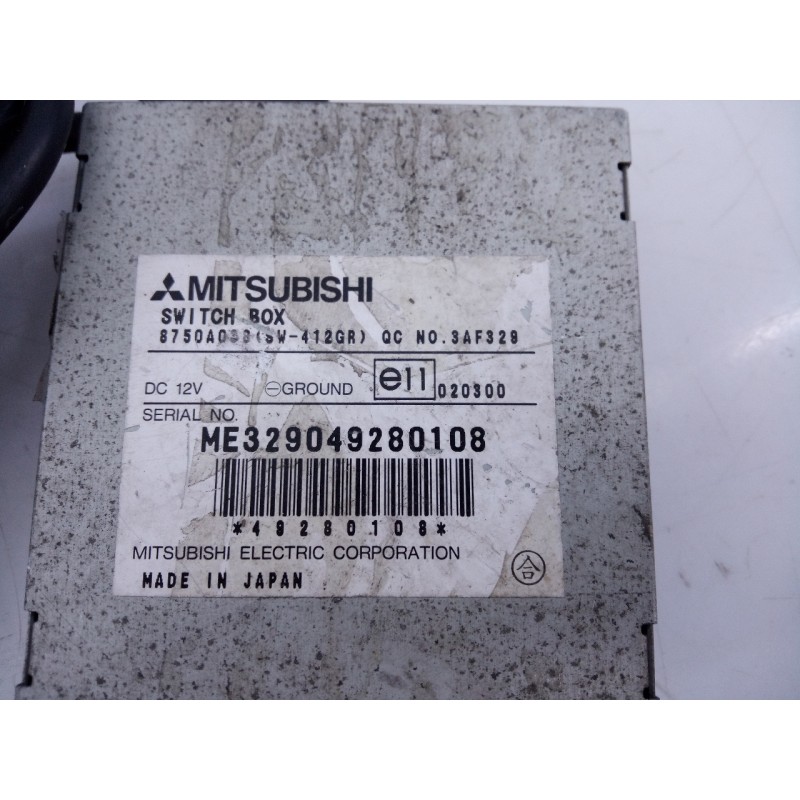 MITSUBISHI
SWITCH BOX
QC NO.3AF329
DC 12V ⊖GROUND e11 020300
SERIAL NO.
ME329049280108
*49280108*
MITSUBISHI ELECTRIC CORPORATION
合
MADE IN JAPAN